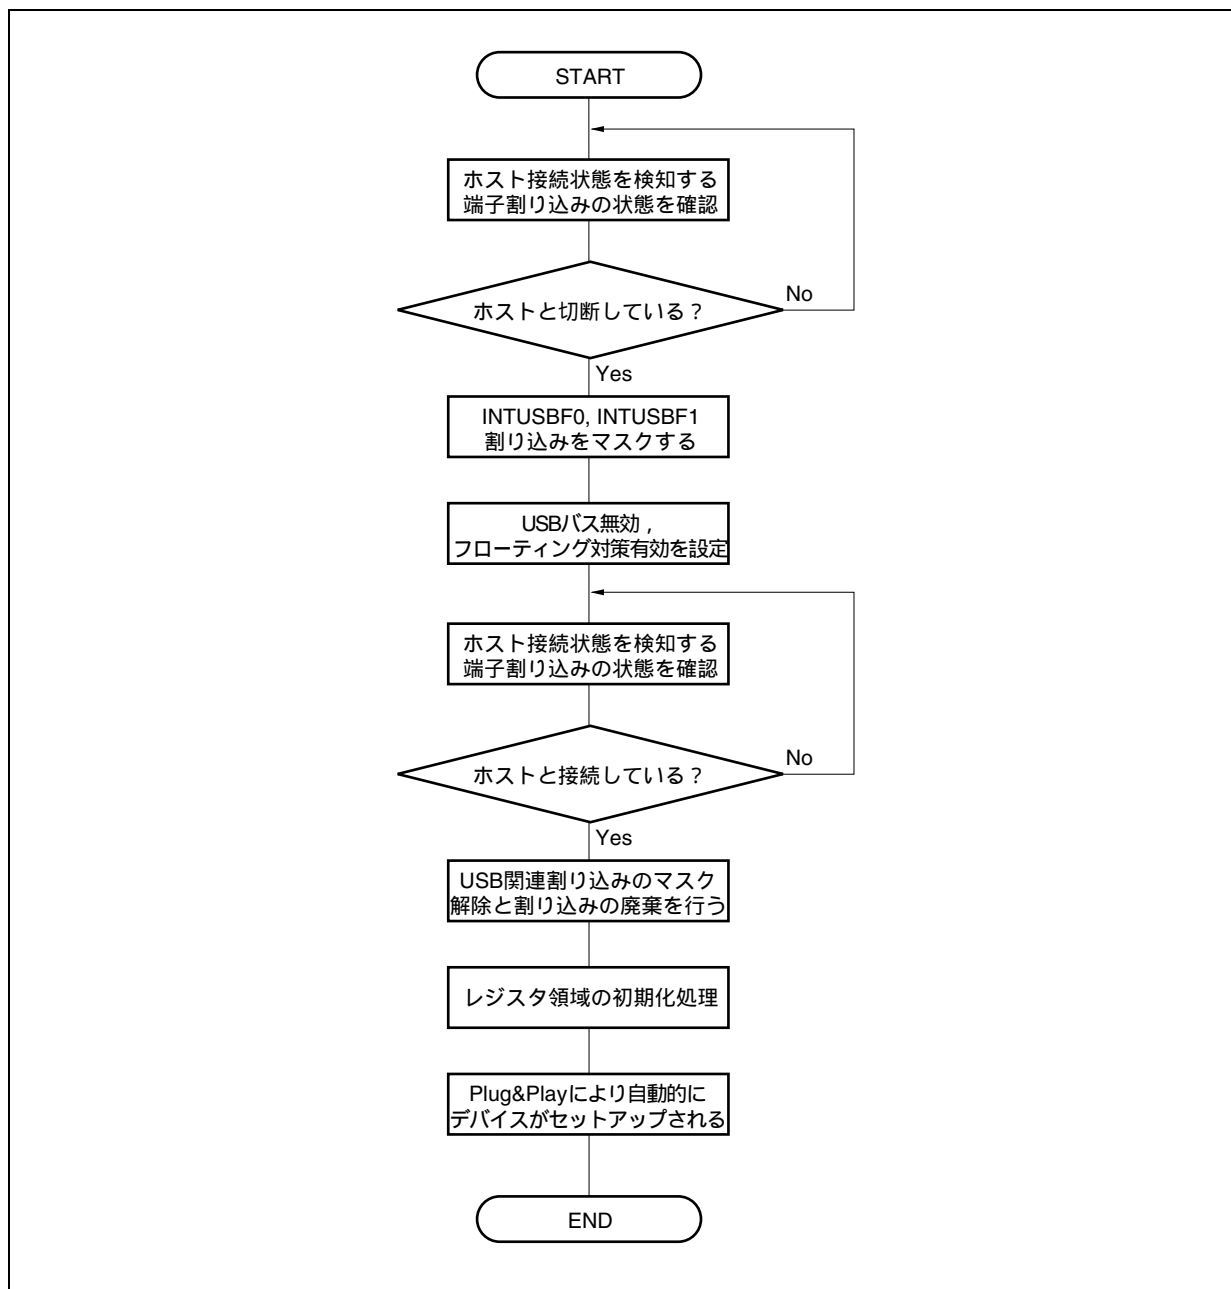 START
ホスト接続状態を検知する
端子割り込みの状態を確認
ホストと切断している？
No
Yes
INTUSBF0, INTUSBF1
割り込みをマスクする
USBバス無効，
フローティング対策有効を設定
ホスト接続状態を検知する
端子割り込みの状態を確認
ホストと接続している？
No
Yes
USB関連割り込みのマスク
解除と割り込みの廃棄を行う
レジスタ領域の初期化処理
Plug&Playにより自動的に
デバイスがセットアップされる
END